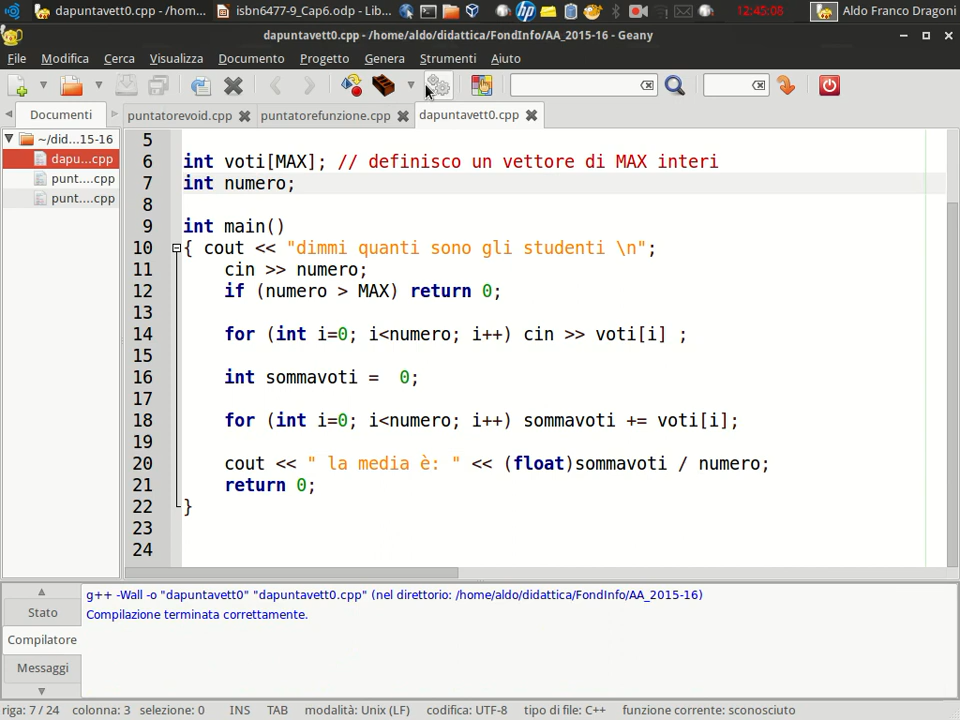 dapuntavett0.cpp - /hom... isbn6477-9_Cap6.odp - Lib... 12:45:08 Aldo Franco Dragoni
dapuntavett0.cpp - /home/aldo/didattica/FondInfo/AA_2015-16 - Geany
File Modifica Cerca Visualizza Documento Progetto Genera Strumenti Aiuto
Documenti puntatorevoid.cpp puntatorefunzione.cpp dapuntavett0.cpp
~/did...15-16
dapu...cpp
punt....cpp
punt....cpp
5
6 int voti[MAX]; // definisco un vettore di MAX interi
7 int numero;
8
9 int main()
10 { cout << "dimmi quanti sono gli studenti \n";
11 cin >> numero;
12 if (numero > MAX) return 0;
13
14 for (int i=0; i<numero; i++) cin >> voti[i] ;
15
16 int sommavoti =  0;
17
18 for (int i=0; i<numero; i++) sommavoti += voti[i];
19
20 cout << " la media è: " << (float)sommavoti / numero;
21 return 0;
22 }
23
24
Stato
Compilatore
Messaggi
g++ -Wall -o "dapuntavett0" "dapuntavett0.cpp" (nel direttorio: /home/aldo/didattica/FondInfo/AA_2015-16)
Compilazione terminata correttamente.
riga: 7 / 24 colonna: 3 selezione: 0 INS TAB modalità: Unix (LF) codifica: UTF-8 tipo di file: C++ funzione corrente: sconosciuto